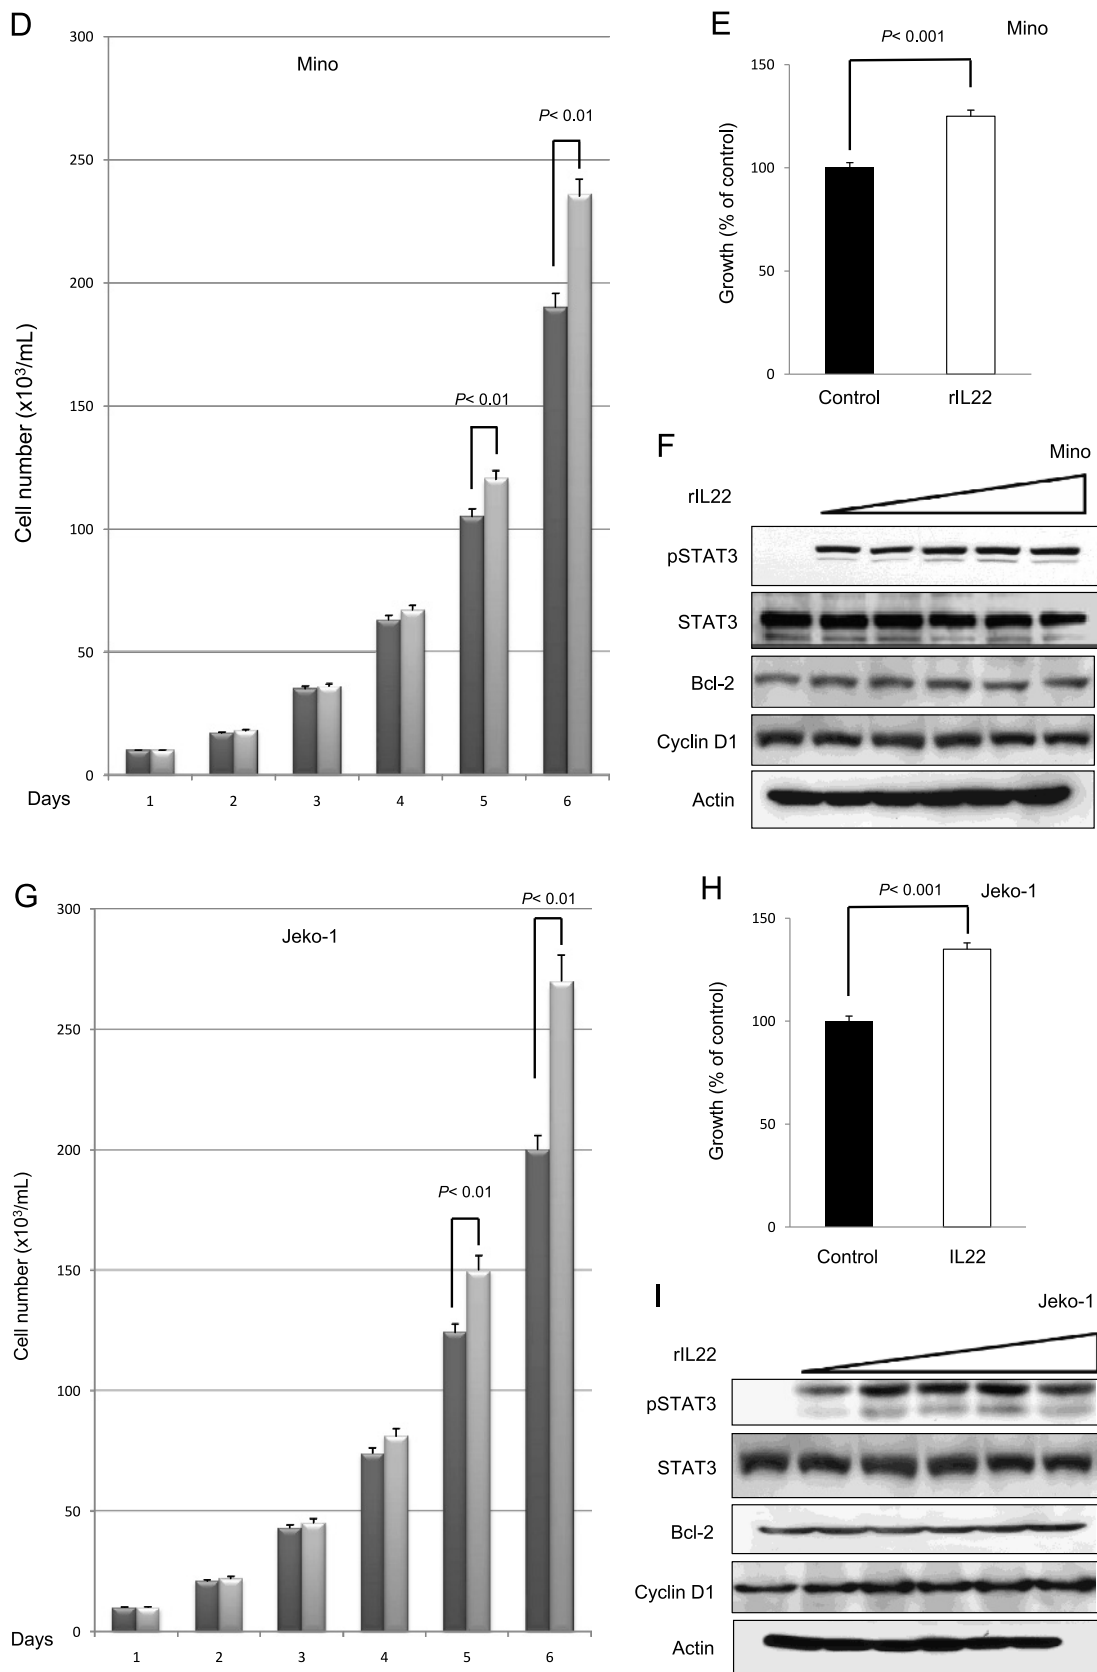 D
Mino
300
250
200
150
100
50
0
Cell number (x10³/mL)
P< 0.01
P< 0.01
Days
1 2 3 4 5 6
E
Mino
P< 0.001
150
100
50
0
Growth (% of control)
Control rIL22
F
Mino
rIL22
pSTAT3
STAT3
Bcl-2
Cyclin D1
Actin
G
Jeko-1
300
250
200
150
100
50
0
Cell number (x10³/mL)
P< 0.01
P< 0.01
Days
1 2 3 4 5 6
H
Jeko-1
P< 0.001
150
100
50
0
Growth (% of control)
Control IL22
I
Jeko-1
rIL22
pSTAT3
STAT3
Bcl-2
Cyclin D1
Actin